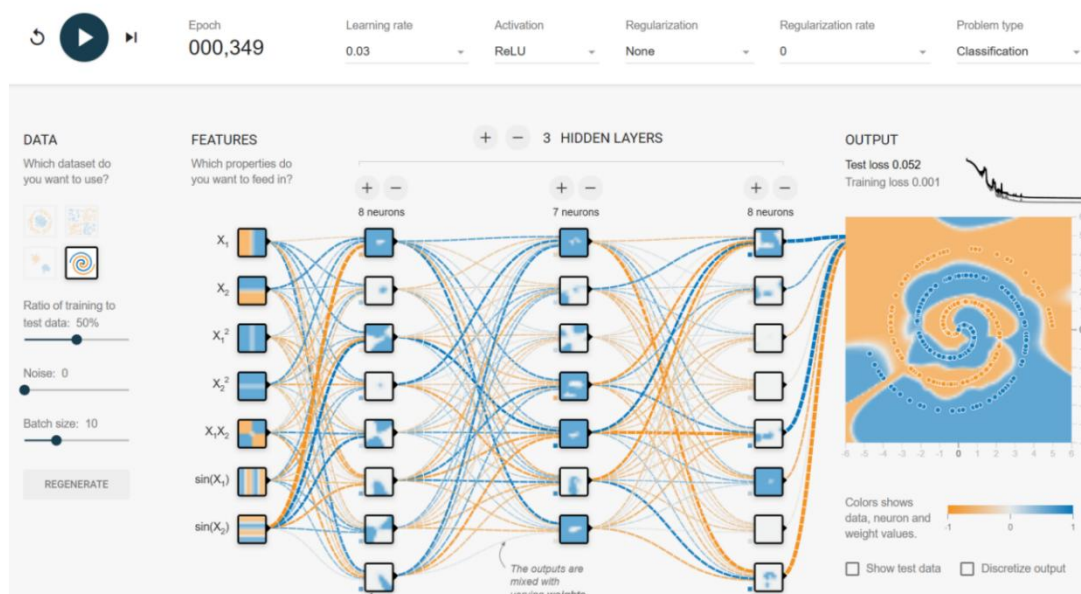 Epoch
000,349
Learning rate
0.03
Activation
ReLU
Regularization
None
Regularization rate
0
Problem type
Classification
DATA
Which dataset do
you want to use?
Ratio of training to
test data: 50%
Noise: 0
Batch size: 10
REGENERATE
FEATURES
Which properties do
you want to feed in?
X₁
X₂
X₁²
X₂²
X₁X₂
sin(X₁)
sin(X₂)
+ − 3 HIDDEN LAYERS
+ −
8 neurons
+ −
7 neurons
+ −
8 neurons
The outputs are
mixed with
varying weights
OUTPUT
Test loss 0.052
Training loss 0.001
-6 -5 -4 -3 -2 -1 0 1 2 3 4 5 6
Colors shows
data, neuron and
weight values.
-1 0 1
Show test data
Discretize output